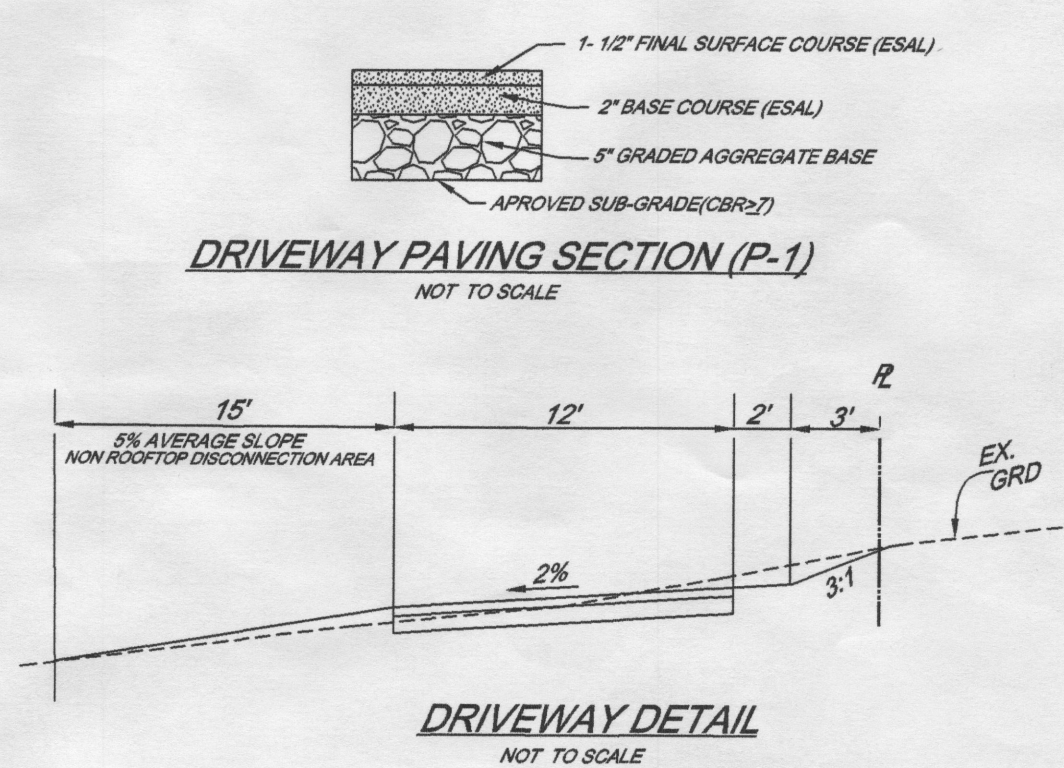 1- 1/2" FINAL SURFACE COURSE (ESAL)
2" BASE COURSE (ESAL)
5" GRADED AGGREGATE BASE
APROVED SUB-GRADE(CBR≥7)
DRIVEWAY PAVING SECTION (P-1)
NOT TO SCALE
PL
15'
12'
2'
3'
5% AVERAGE SLOPE
NON ROOFTOP DISCONNECTION AREA
EX.
GRD
2%
3:1
DRIVEWAY DETAIL
NOT TO SCALE